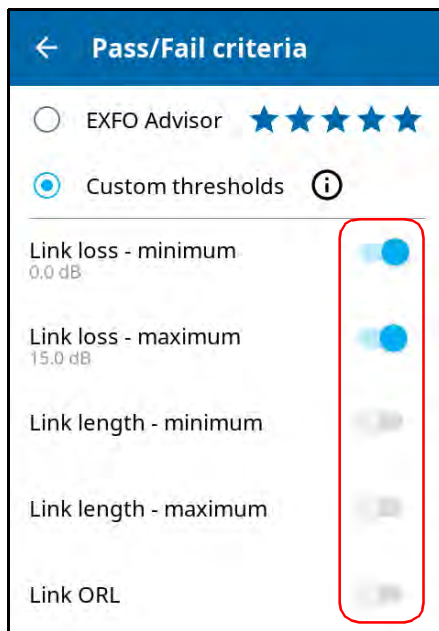 Pass/Fail criteria
EXFO Advisor
Custom thresholds
Link loss - minimum
0.0 dB
Link loss - maximum
15.0 dB
Link length - minimum
Link length - maximum
Link ORL